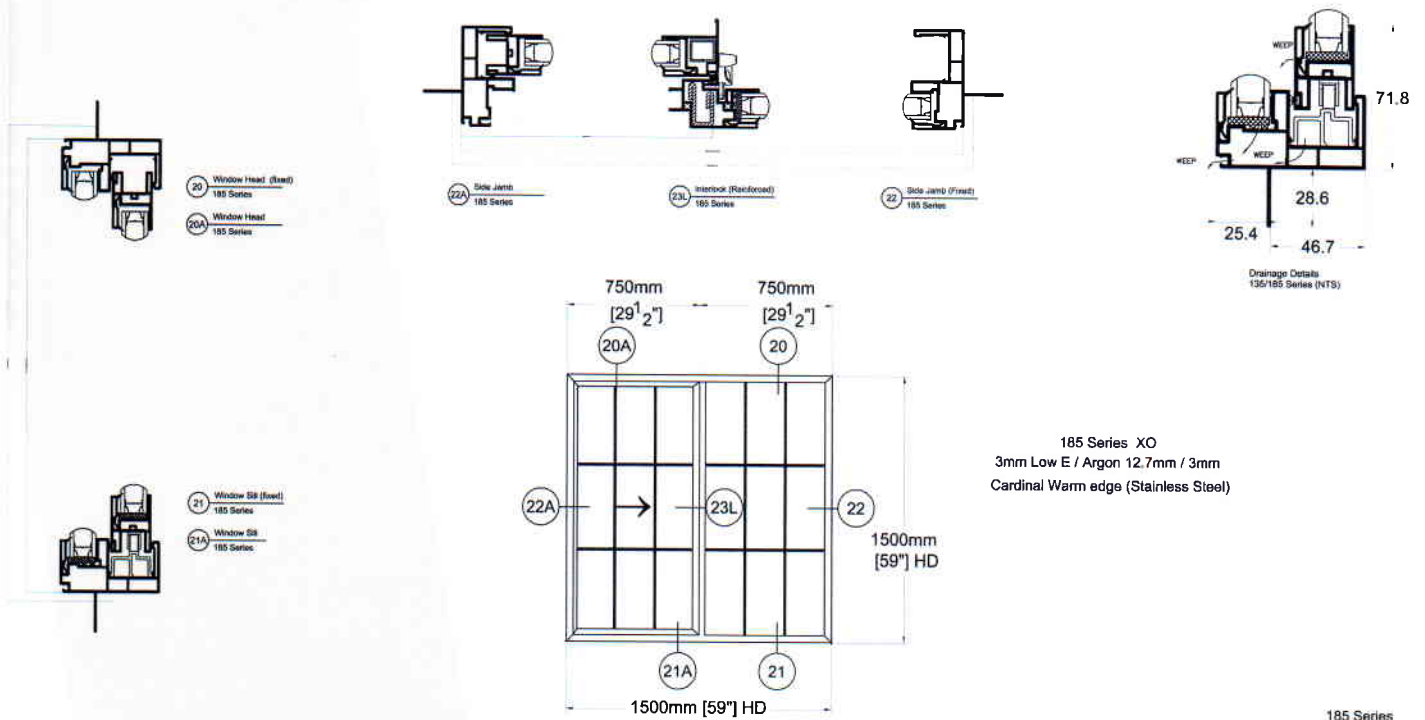 20 Window Head (fixed)
185 Series
20A Window Head
185 Series
22A Side Jamb
185 Series
23L Interlock (Reinforced)
185 Series
22 Side Jamb (Fixed)
185 Series
WEEP
WEEP
WEEP
71.8
28.6
25.4
46.7
Drainage Details
135/185 Series (NTS)
21 Window Sill (fixed)
185 Series
21A Window Sill
185 Series
750mm
[29 1/2"]
750mm
[29 1/2"]
20A
20
22A
23L
22
1500mm
[59"] HD
21A
21
1500mm [59"] HD
185 Series XO
3mm Low E / Argon 12.7mm / 3mm
Cardinal Warm edge (Stainless Steel)
185 Series